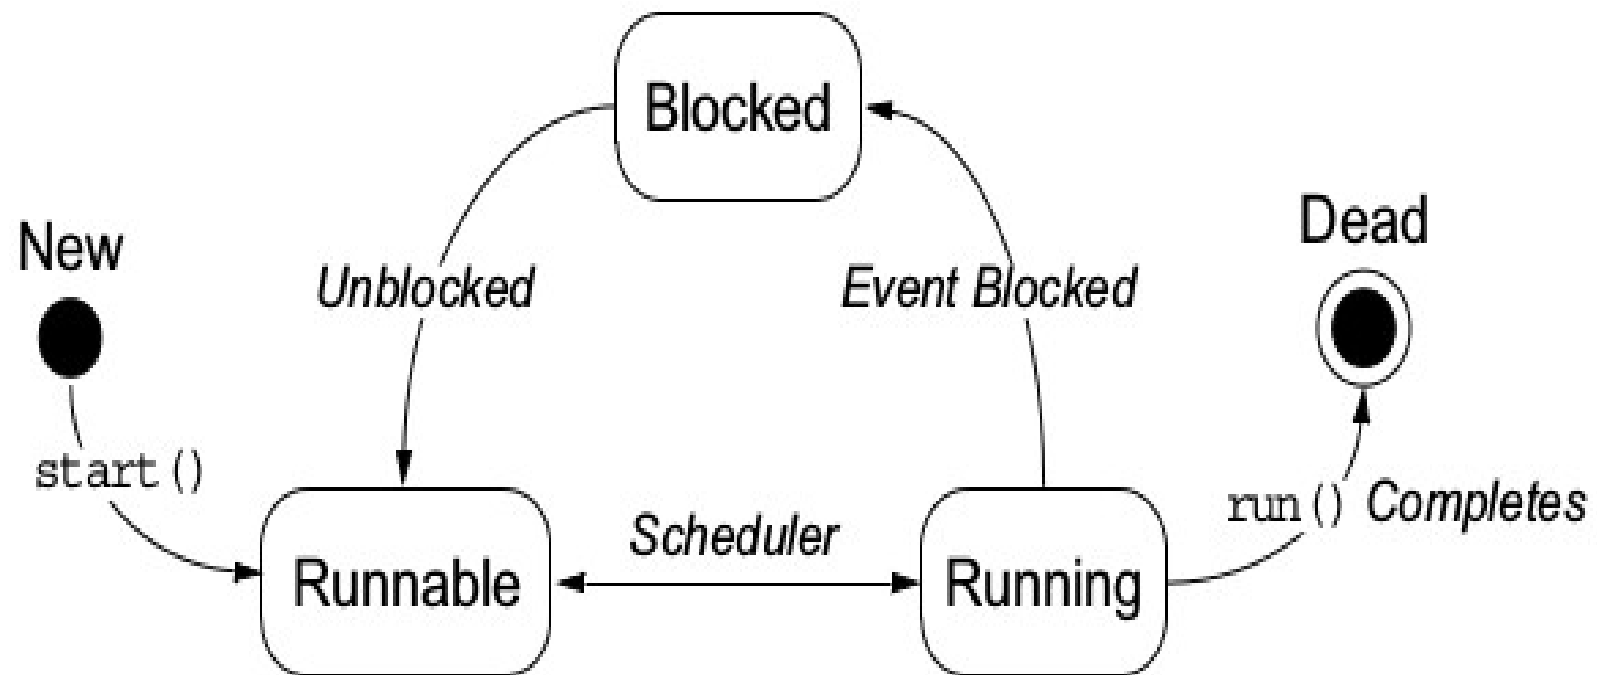 Blocked
New
Dead
Unblocked
Event Blocked
start()
run() Completes
Scheduler
Runnable
Running